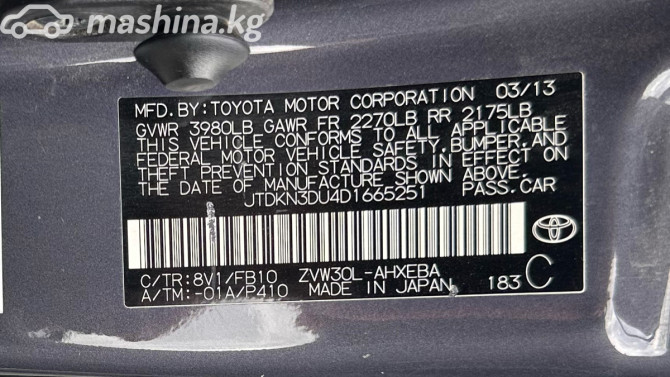 mashina.kg
MFD. BY: TOYOTA MOTOR CORPORATION 03/13
GVWR 3980LB GAWR FR 2270LB RR 2175LB
THIS VEHICLE CONFORMS TO ALL APPLICABLE
FEDERAL MOTOR VEHICLE SAFETY, BUMPER, AND
THEFT PREVENTION STANDARDS IN EFFECT ON
THE DATE OF MANUFACTURE SHOWN ABOVE.
JTDKN3DU4D1665251 PASS.CAR
C/TR:8V1/FB10 ZVW30L-AHXEBA
A/TM:-01A/P410 MADE IN JAPAN 183 C